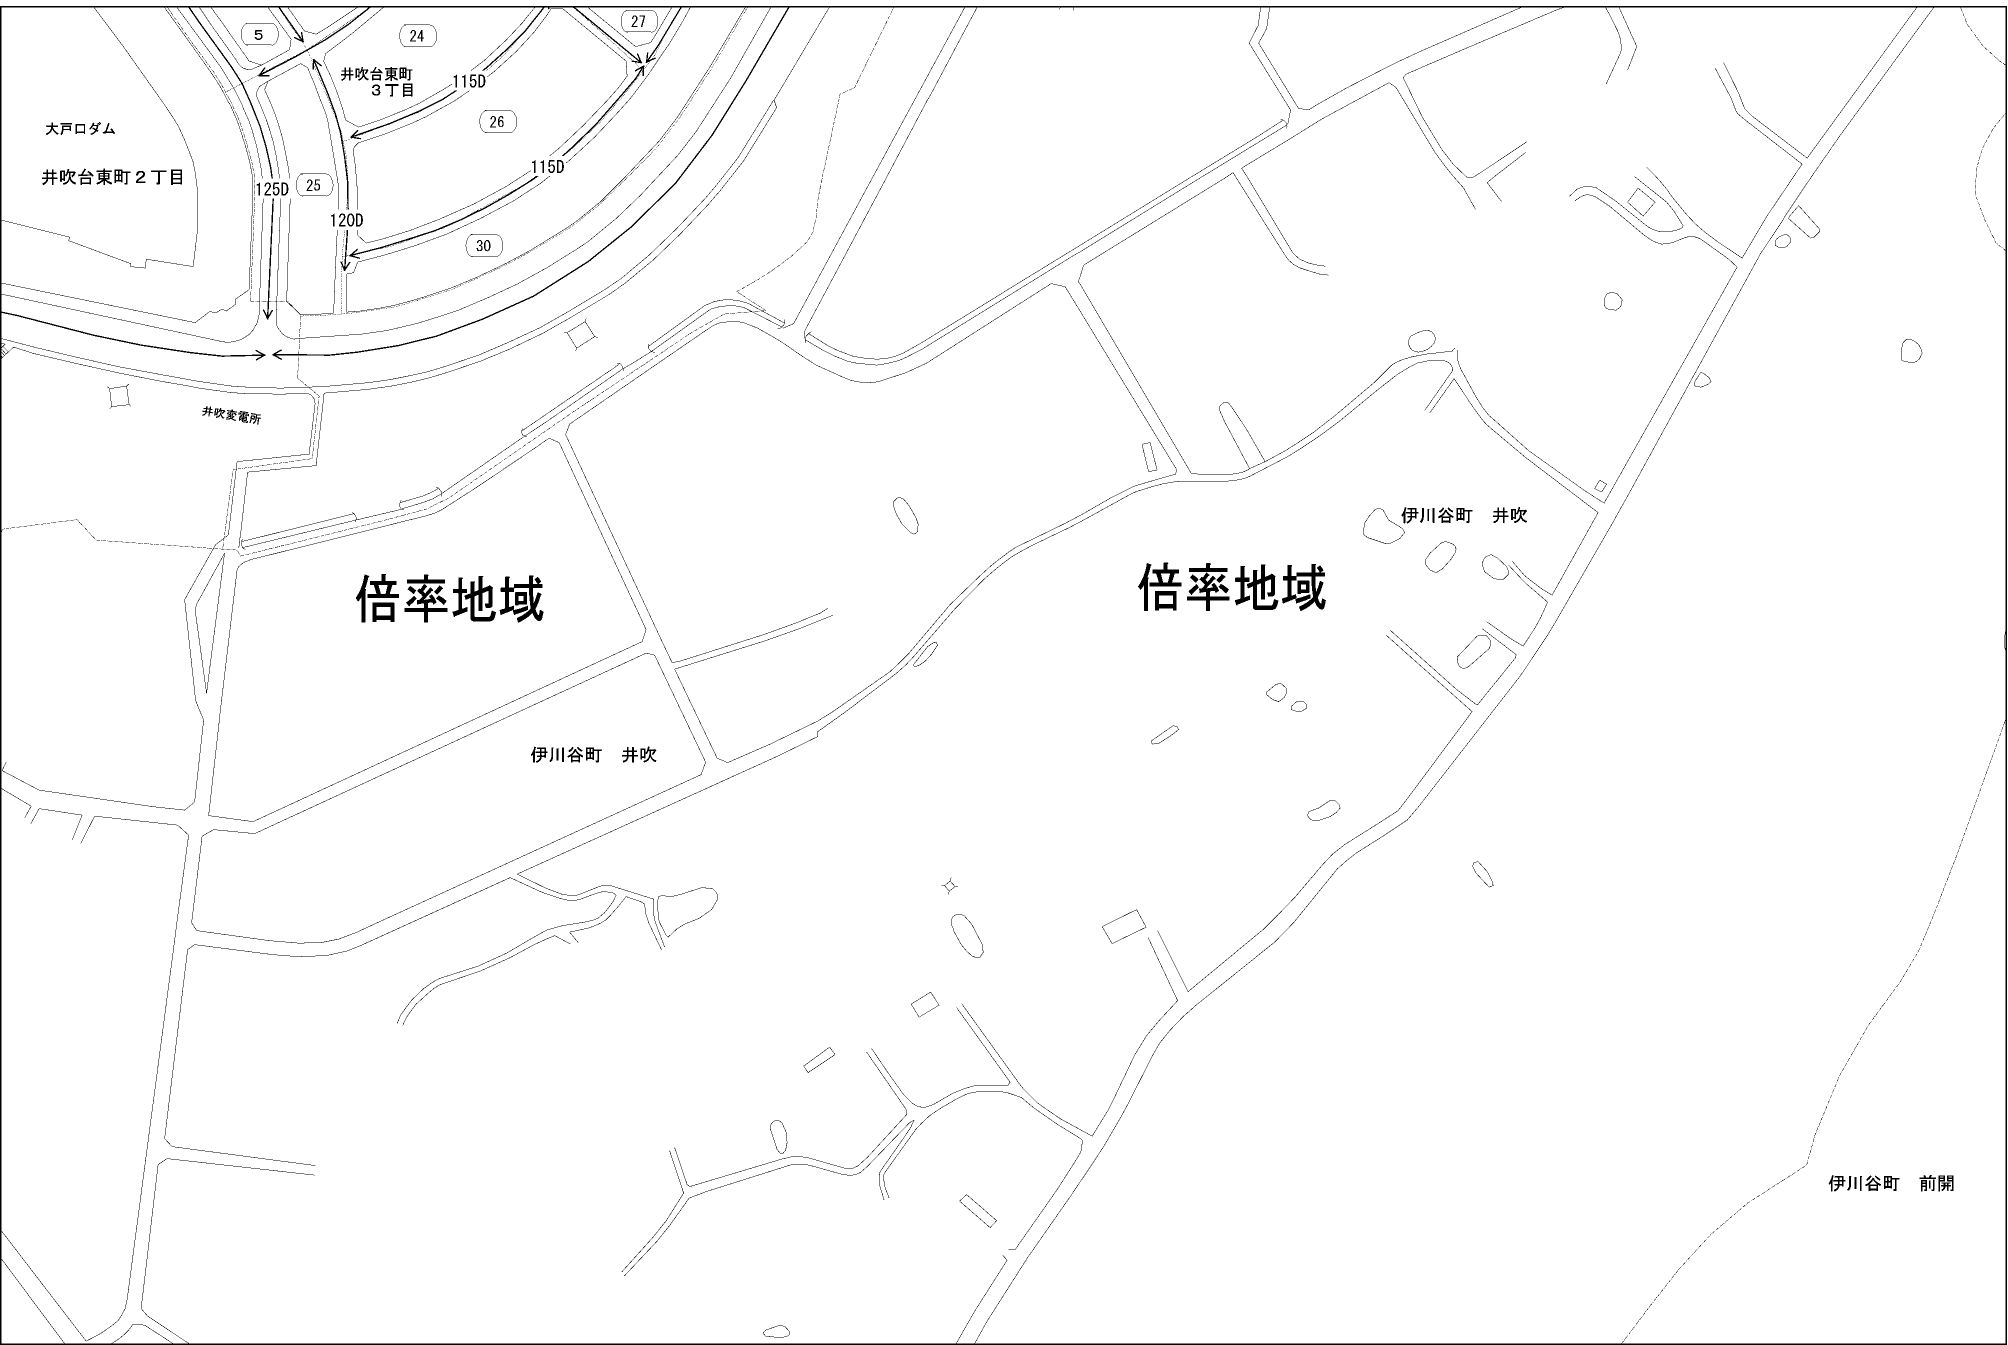 5
24
27
井吹台東町
３丁目
115D
大戸口ダム
26
115D
井吹台東町２丁目
125D
25
120D
30
井吹変電所
伊川谷町　井吹
倍率地域
倍率地域
伊川谷町　井吹
伊川谷町　前開